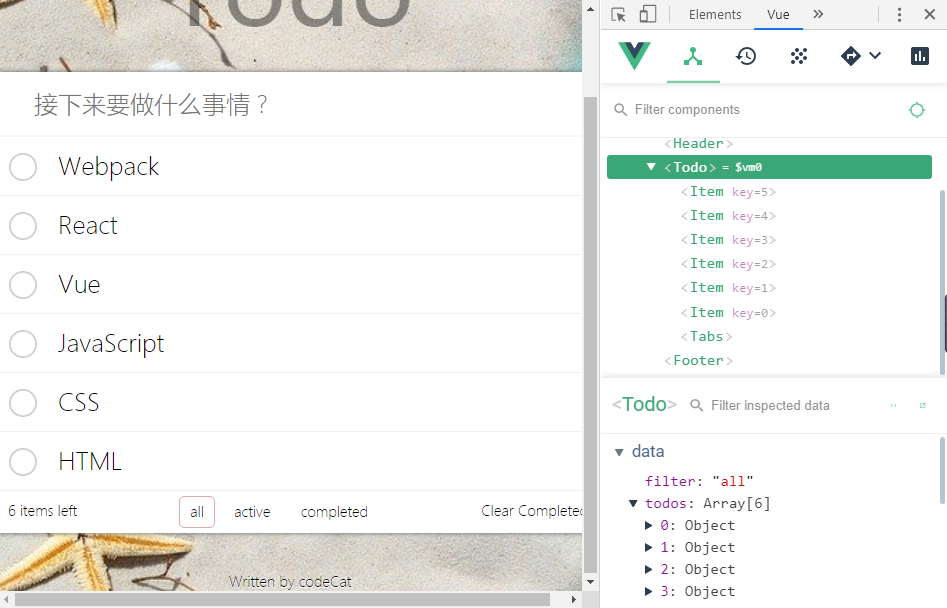 Todo
接下来要做什么事情？
Webpack
React
Vue
JavaScript
CSS
HTML
6 items left
all
active
completed
Clear Completed
Written by codeCat
Elements
Vue
»
Filter components
<Header>
<Todo> = $vm0
<Item key=5>
<Item key=4>
<Item key=3>
<Item key=2>
<Item key=1>
<Item key=0>
<Tabs>
<Footer>
<Todo>
Filter inspected data
data
filter: "all"
todos: Array[6]
0: Object
1: Object
2: Object
3: Object